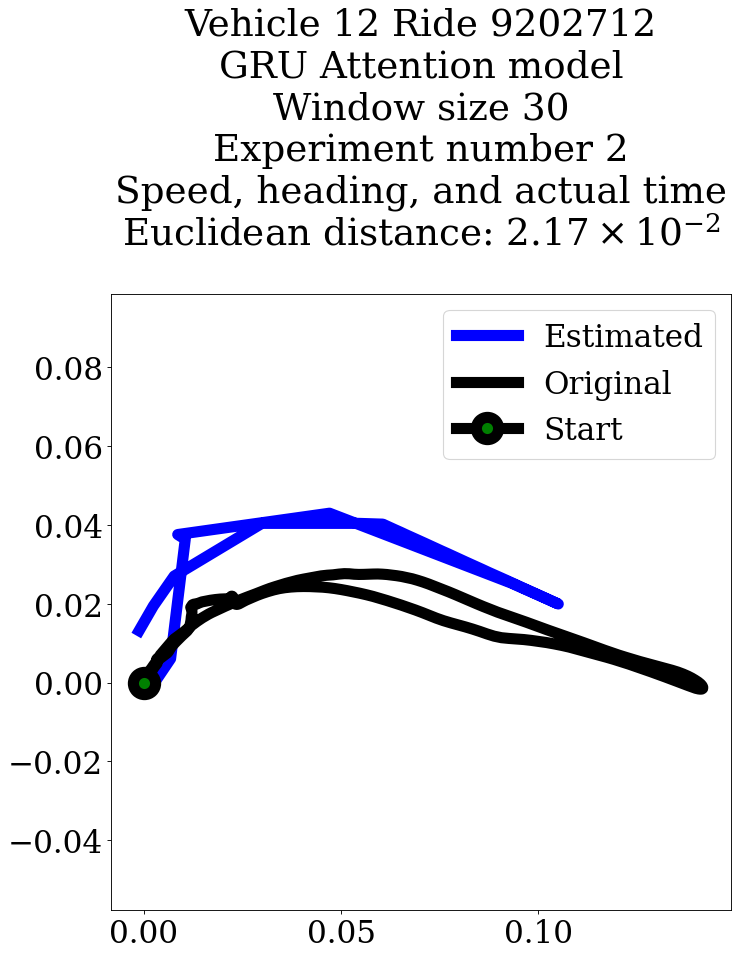 Vehicle 12 Ride 9202712
GRU Attention model
Window size 30
Experiment number 2
Speed, heading, and actual time
Euclidean distance: 2.17 × 10⁻²
Estimated
Original
Start
0.08
0.06
0.04
0.02
0.00
−0.02
−0.04
0.00 0.05 0.10